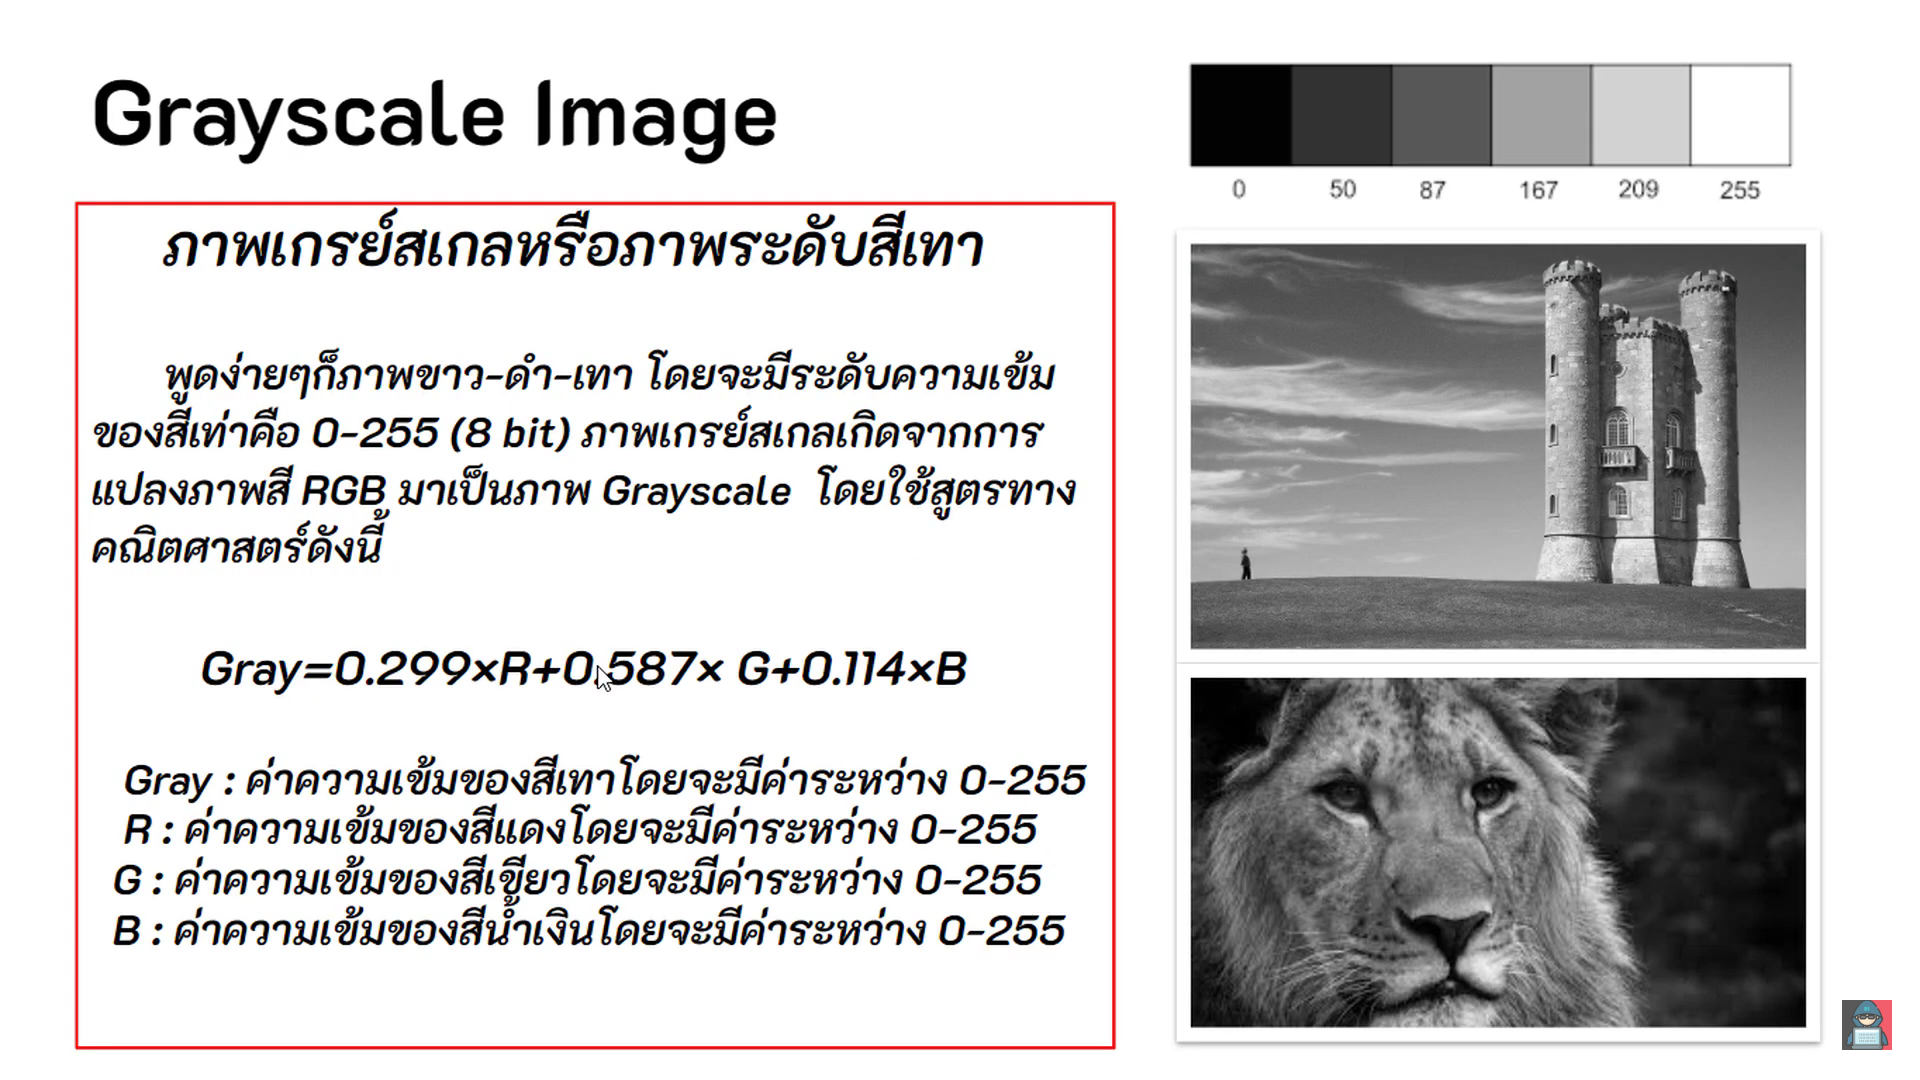 Grayscale Image
0 50 87 167 209 255
ภาพเกรย์สเกลหรือภาพระดับสีเทา
พูดง่ายๆก็ภาพขาว-ดำ-เทา โดยจะมีระดับความเข้ม
ของสีเท่าคือ 0-255 (8 bit) ภาพเกรย์สเกลเกิดจากการ
แปลงภาพสี RGB มาเป็นภาพ Grayscale โดยใช้สูตรทาง
คณิตศาสตร์ดังนี้
Gray=0.299×R+0.587× G+0.114×B
Gray : ค่าความเข้มของสีเทาโดยจะมีค่าระหว่าง 0-255
R : ค่าความเข้มของสีแดงโดยจะมีค่าระหว่าง 0-255
G : ค่าความเข้มของสีเขียวโดยจะมีค่าระหว่าง 0-255
B : ค่าความเข้มของสีน้ำเงินโดยจะมีค่าระหว่าง 0-255